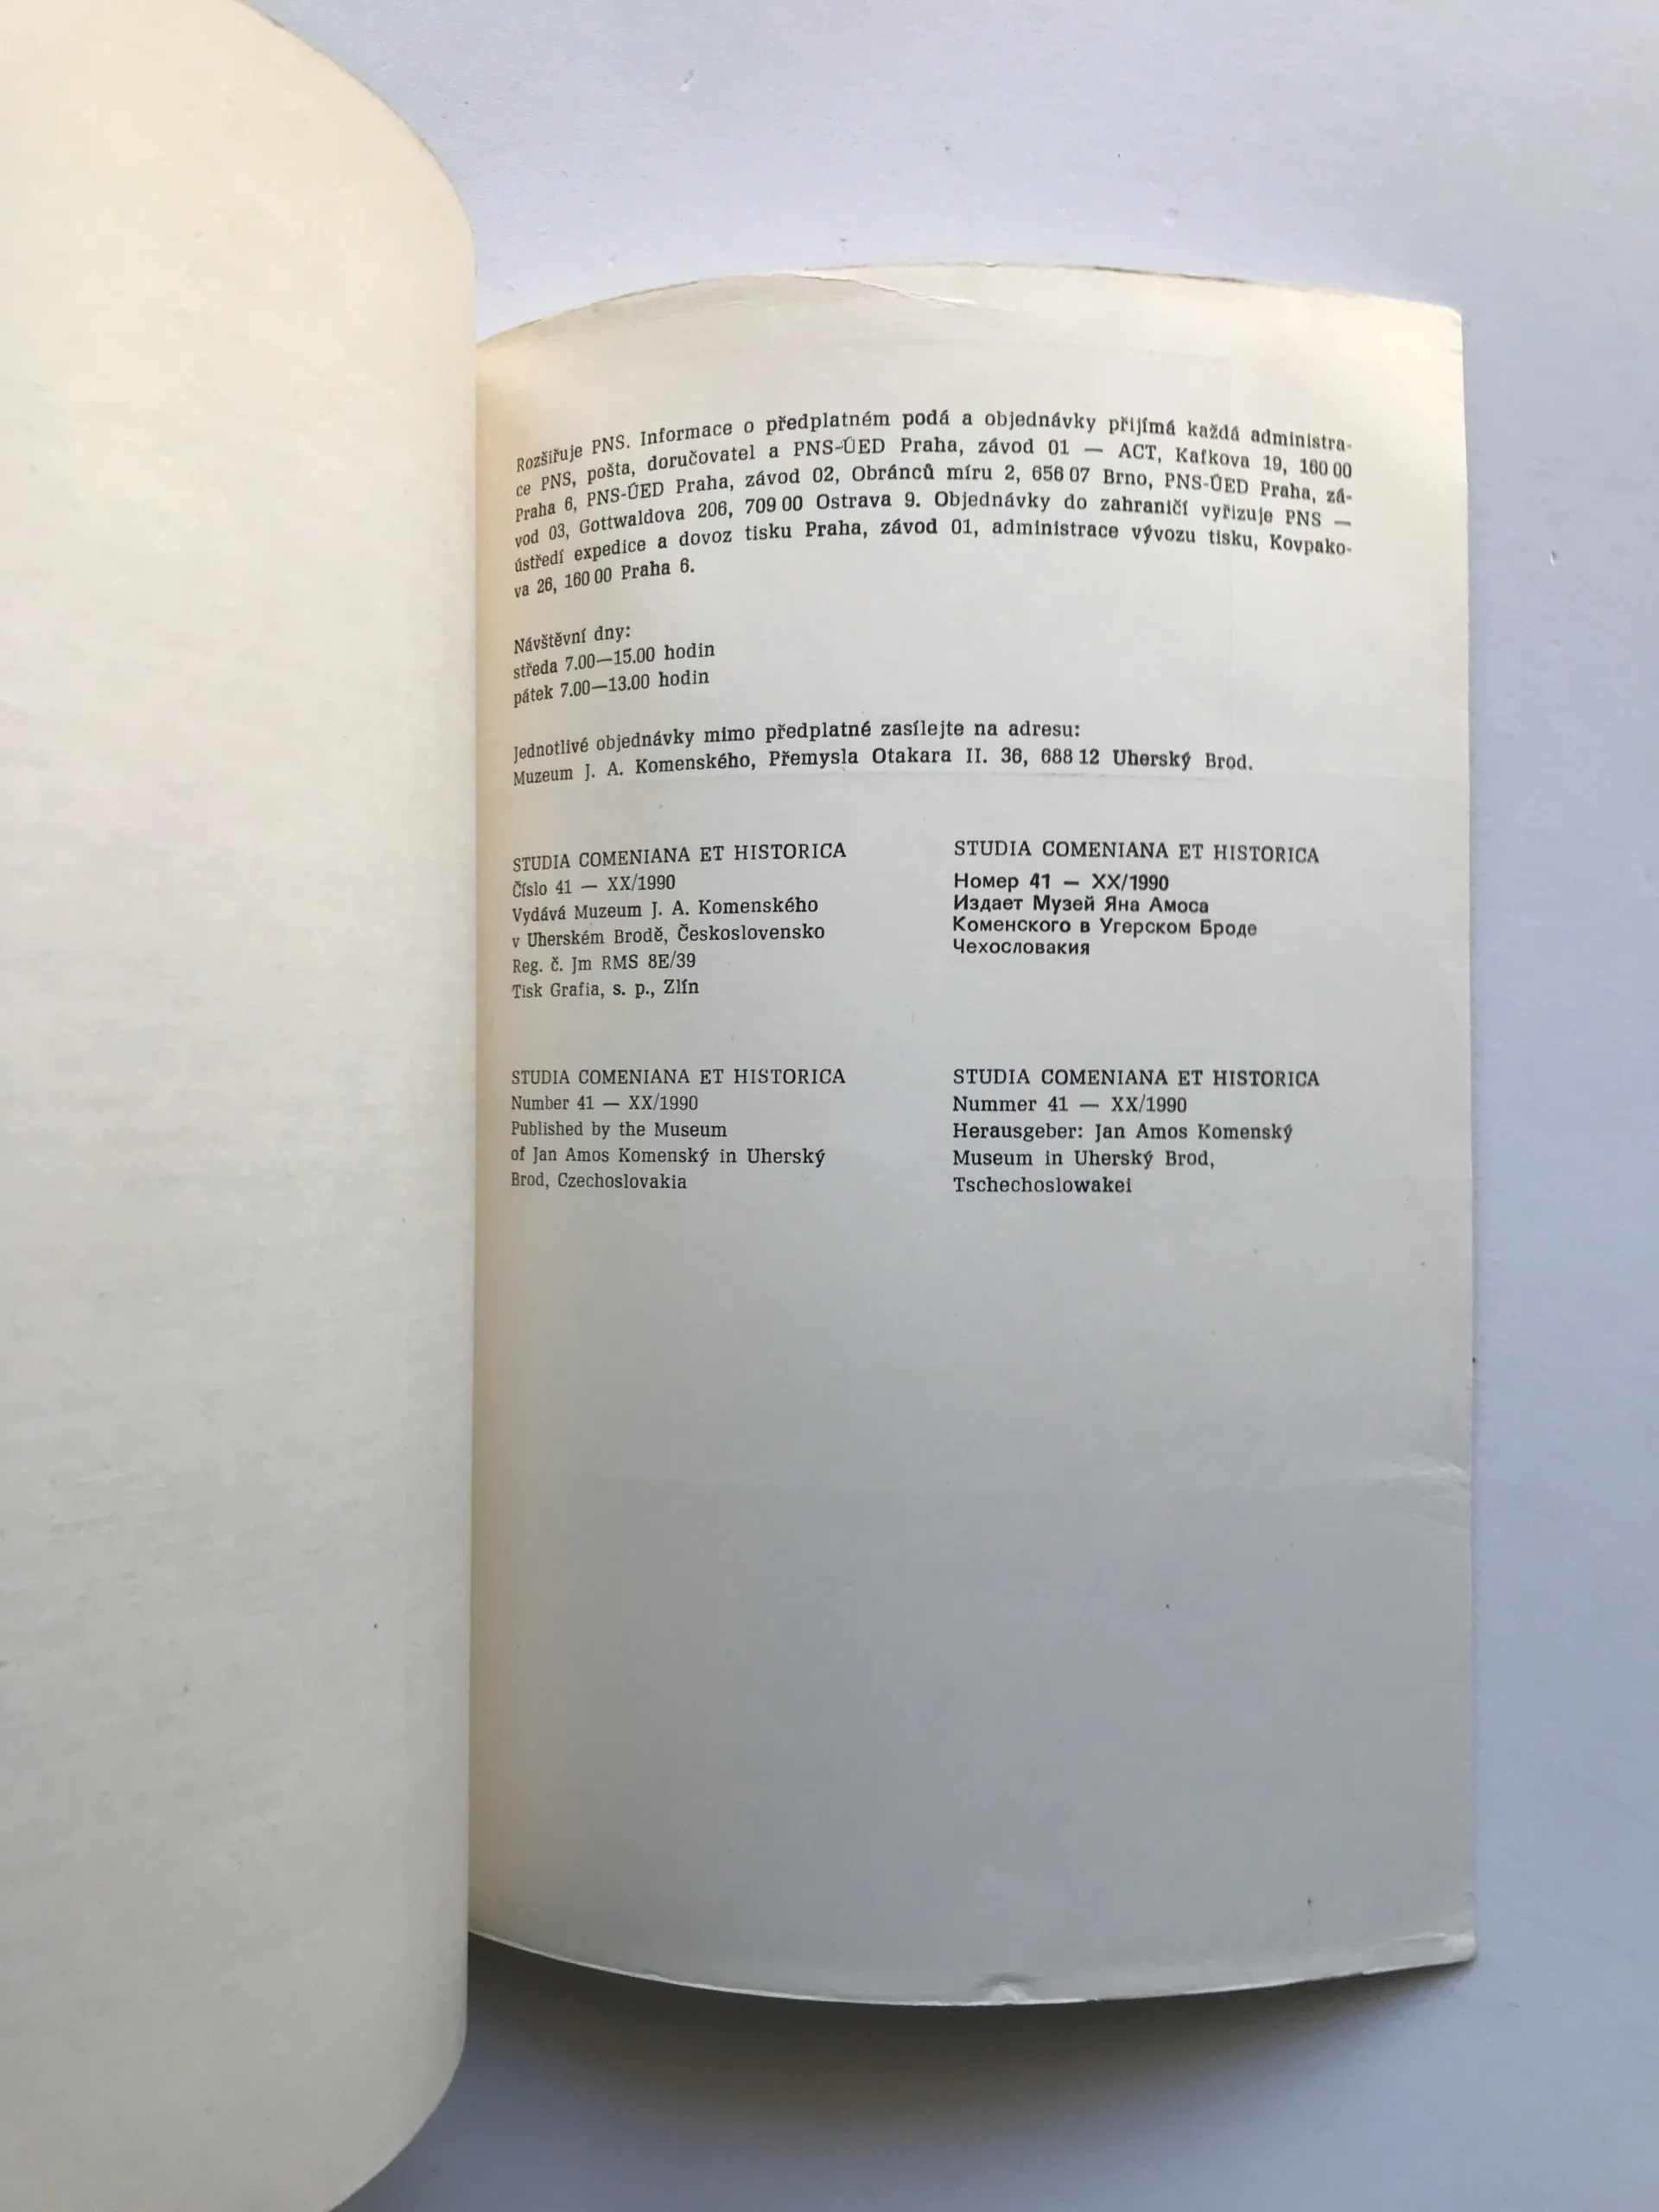 Rozšiřuje PNS. Informace o předplatném podá a objednávky přijímá každá administra-
ce PNS, pošta, doručovatel a PNS-ÚED Praha, závod 01 — ACT, Kafkova 19, 160 00
Praha 6, PNS-ÚED Praha, závod 02, Obránců míru 2, 656 07 Brno, PNS-ÚED Praha, zá-
vod 03, Gottwaldova 206, 709 00 Ostrava 9. Objednávky do zahraničí vyřizuje PNS —
ústředí expedice a dovoz tisku Praha, závod 01, administrace vývozu tisku, Kovpako-
va 26, 160 00 Praha 6.
Návštěvní dny:
středa 7.00—15.00 hodin
pátek 7.00—13.00 hodin
Jednotlivé objednávky mimo předplatné zasílejte na adresu:
Muzeum J. A. Komenského, Přemysla Otakara II. 36, 688 12 Uherský Brod.
STUDIA COMENIANA ET HISTORICA
Číslo 41 — XX/1990
Vydává Muzeum J. A. Komenského
v Uherském Brodě, Československo
Reg. č. Jm RMS 8E/39
Tisk Grafia, s. p., Zlín
STUDIA COMENIANA ET HISTORICA
Номер 41 — XX/1990
Издает Музей Яна Амоса
Коменского в Угерском Броде
Чехословакия
STUDIA COMENIANA ET HISTORICA
Number 41 — XX/1990
Published by the Museum
of Jan Amos Komenský in Uherský
Brod, Czechoslovakia
STUDIA COMENIANA ET HISTORICA
Nummer 41 — XX/1990
Herausgeber: Jan Amos Komenský
Museum in Uherský Brod,
Tschechoslowakei